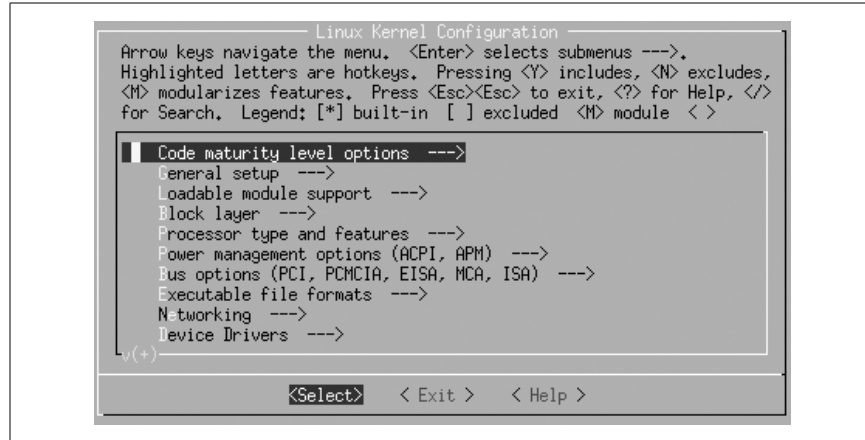 Linux Kernel Configuration
Arrow keys navigate the menu. <Enter> selects submenus --->.
Highlighted letters are hotkeys. Pressing <Y> includes, <N> excludes,
<M> modularizes features. Press <Esc><Esc> to exit, <?> for Help, </>
for Search. Legend: [*] built-in [ ] excluded <M> module < >
Code maturity level options --->
General setup --->
Loadable module support --->
Block layer --->
Processor type and features --->
Power management options (ACPI, APM) --->
Bus options (PCI, PCMCIA, EISA, MCA, ISA) --->
Executable file formats --->
Networking --->
Device Drivers --->
v(+)
<Select> < Exit > < Help >